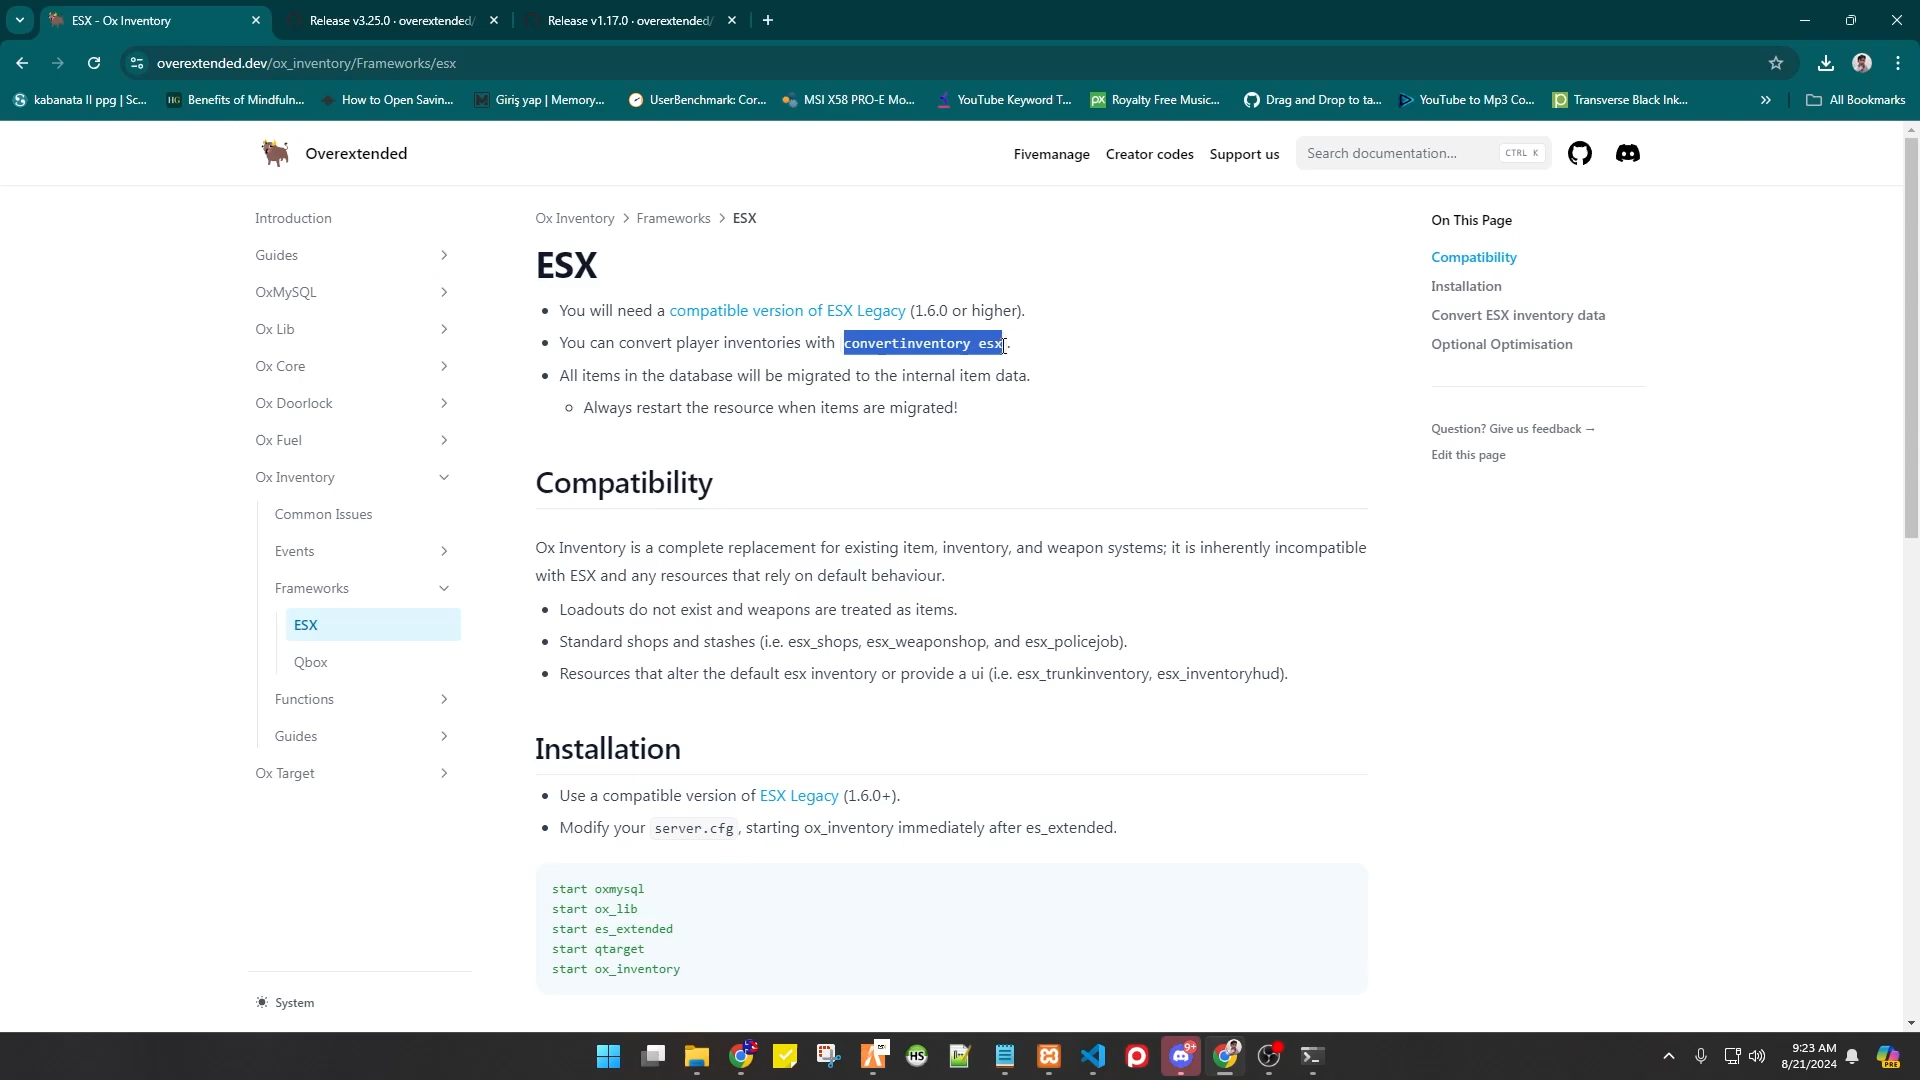 ESX - Ox Inventory
Release v3.25.0 · overextended/
Release v1.17.0 · overextended/
overextended.dev/ox_inventory/Frameworks/esx
kabanata II ppg | Sc...
HG
Benefits of Mindfuln...
How to Open Savin...
Giriş yap | Memory...
UserBenchmark: Cor...
MSI X58 PRO-E Mo...
YouTube Keyword T...
px
Royalty Free Music...
Drag and Drop to ta...
YouTube to Mp3 Co...
Transverse Black Ink...
All Bookmarks
Overextended
Fivemanage
Creator codes
Support us
Search documentation...
CTRL K
Introduction
Guides
OxMySQL
Ox Lib
Ox Core
Ox Doorlock
Ox Fuel
Ox Inventory
Common Issues
Events
Frameworks
ESX
Qbox
Functions
Guides
Ox Target
System
Ox Inventory > Frameworks > ESX
ESX
You will need a compatible version of ESX Legacy (1.6.0 or higher).
You can convert player inventories with convertinventory esx.
All items in the database will be migrated to the internal item data.
Always restart the resource when items are migrated!
Compatibility
Ox Inventory is a complete replacement for existing item, inventory, and weapon systems; it is inherently incompatible
with ESX and any resources that rely on default behaviour.
Loadouts do not exist and weapons are treated as items.
Standard shops and stashes (i.e. esx_shops, esx_weaponshop, and esx_policejob).
Resources that alter the default esx inventory or provide a ui (i.e. esx_trunkinventory, esx_inventoryhud).
Installation
Use a compatible version of ESX Legacy (1.6.0+).
Modify your server.cfg, starting ox_inventory immediately after es_extended.
start oxmysql
start ox_lib
start es_extended
start qtarget
start ox_inventory
On This Page
Compatibility
Installation
Convert ESX inventory data
Optional Optimisation
Question? Give us feedback →
Edit this page
HS
9+
9:23 AM
8/21/2024
PRE